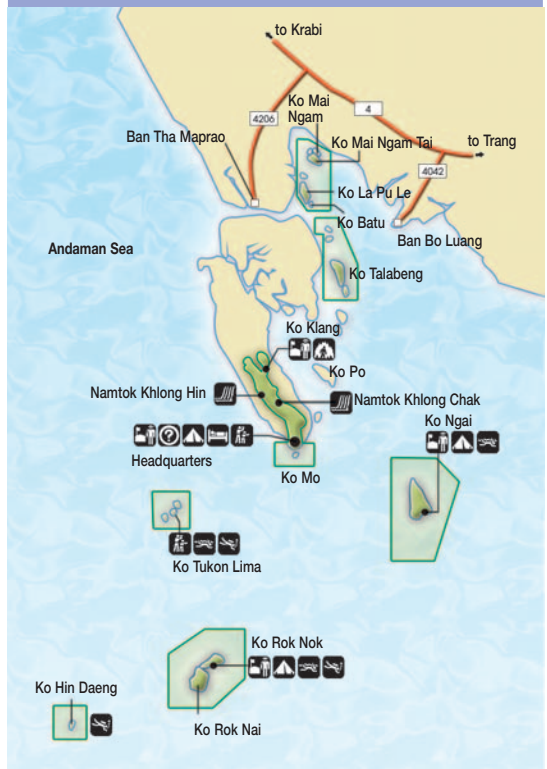 to Krabi
Ko Mai
Ngam
4
4206
Ban Tha Maprao
Ko Mai Ngam Tai
to Trang
4042
Ko La Pu Le
Ko Batu
Ban Bo Luang
Andaman Sea
Ko Talabeng
Ko Klang
Ko Po
Namtok Khlong Hin
Namtok Khlong Chak
Ko Ngai
?
Headquarters
Ko Mo
Ko Tukon Lima
Ko Rok Nok
Ko Hin Daeng
Ko Rok Nai